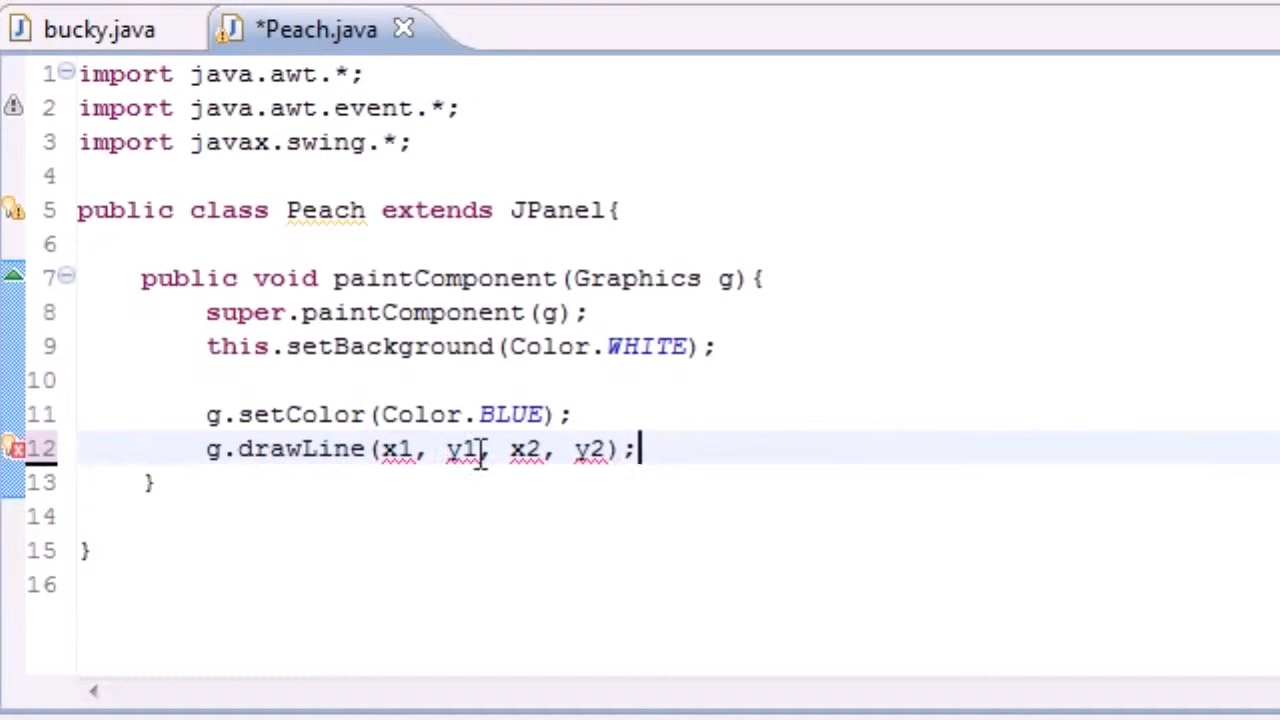 bucky.java *Peach.java
1 import java.awt.*;
2 import java.awt.event.*;
3 import javax.swing.*;
4
5 public class Peach extends JPanel{
6
7 public void paintComponent(Graphics g){
8 super.paintComponent(g);
9 this.setBackground(Color.WHITE);
10
11 g.setColor(Color.BLUE);
12 g.drawLine(x1, y1, x2, y2);
13 }
14
15 }
16